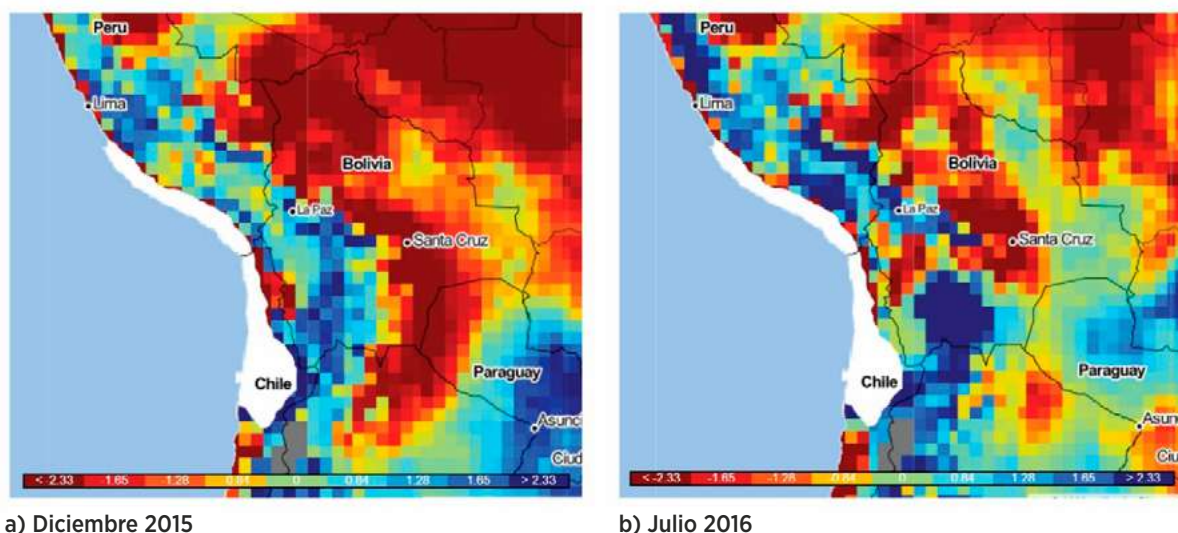 Peru
Lima
Bolivia
La Paz
Santa Cruz
Paraguay
Chile
Asunc
Ciud
< -2.33 -1.65 -1.28 -0.84 0 0.84 1.28 1.65 > 2.33
a) Diciembre 2015
Peru
Lima
Bolivia
La Paz
Santa Cruz
Paraguay
Chile
Asun
Ciu
< -2.33 -1.65 -1.28 -0.84 0 0.84 1.28 1.65 > 2.33
b) Julio 2016